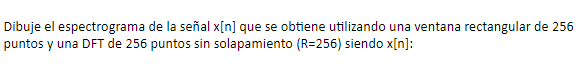 Dibuje el espectrograma de la señal x[n] que se obtiene utilizando una ventana rectangular de 256
puntos y una DFT de 256 puntos sin solapamiento (R=256) siendo x[n]: